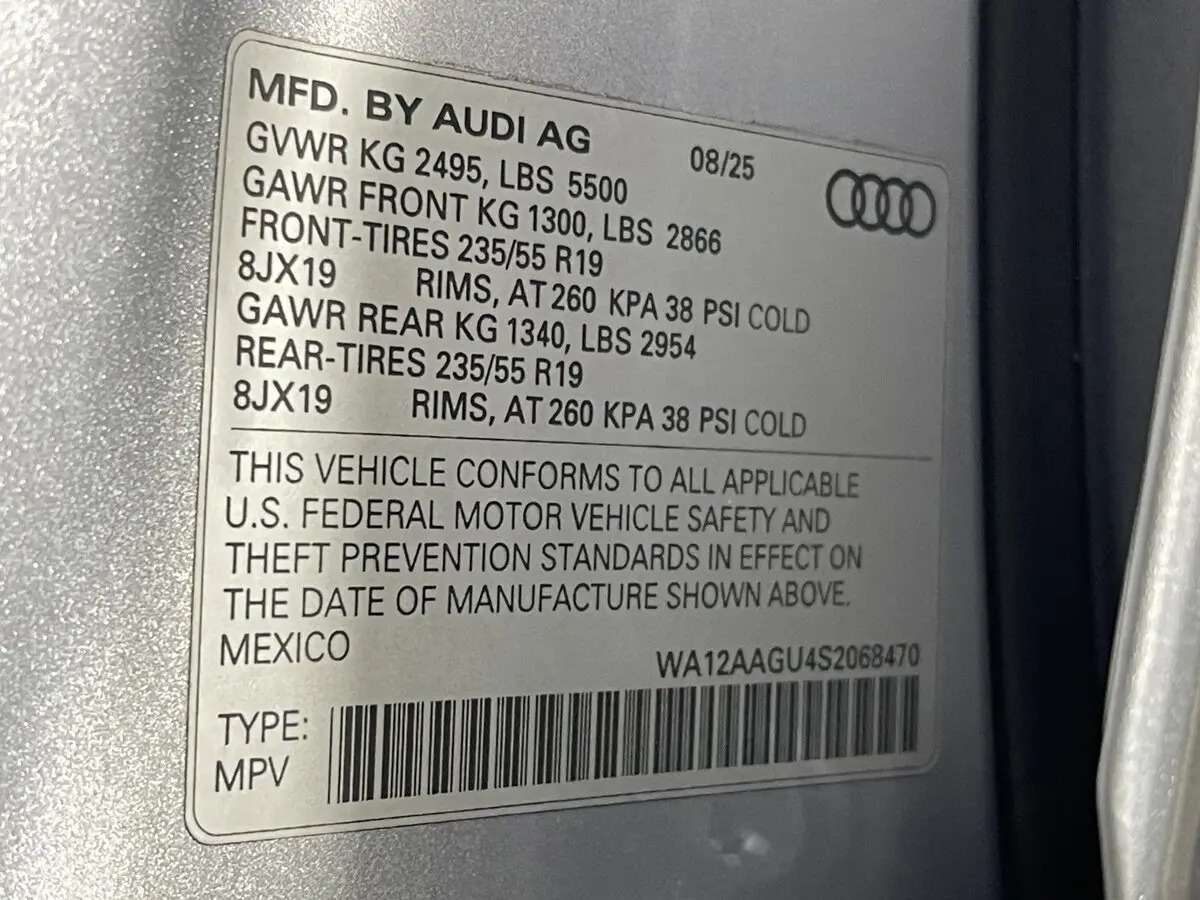 MFD. BY AUDI AG 08/25
GVWR KG 2495, LBS 5500
GAWR FRONT KG 1300, LBS 2866
FRONT-TIRES 235/55 R19
8JX19 RIMS, AT 260 KPA 38 PSI COLD
GAWR REAR KG 1340, LBS 2954
REAR-TIRES 235/55 R19
8JX19 RIMS, AT 260 KPA 38 PSI COLD
THIS VEHICLE CONFORMS TO ALL APPLICABLE
U.S. FEDERAL MOTOR VEHICLE SAFETY AND
THEFT PREVENTION STANDARDS IN EFFECT ON
THE DATE OF MANUFACTURE SHOWN ABOVE.
MEXICO
WA12AAGU4S2068470
TYPE:
MPV